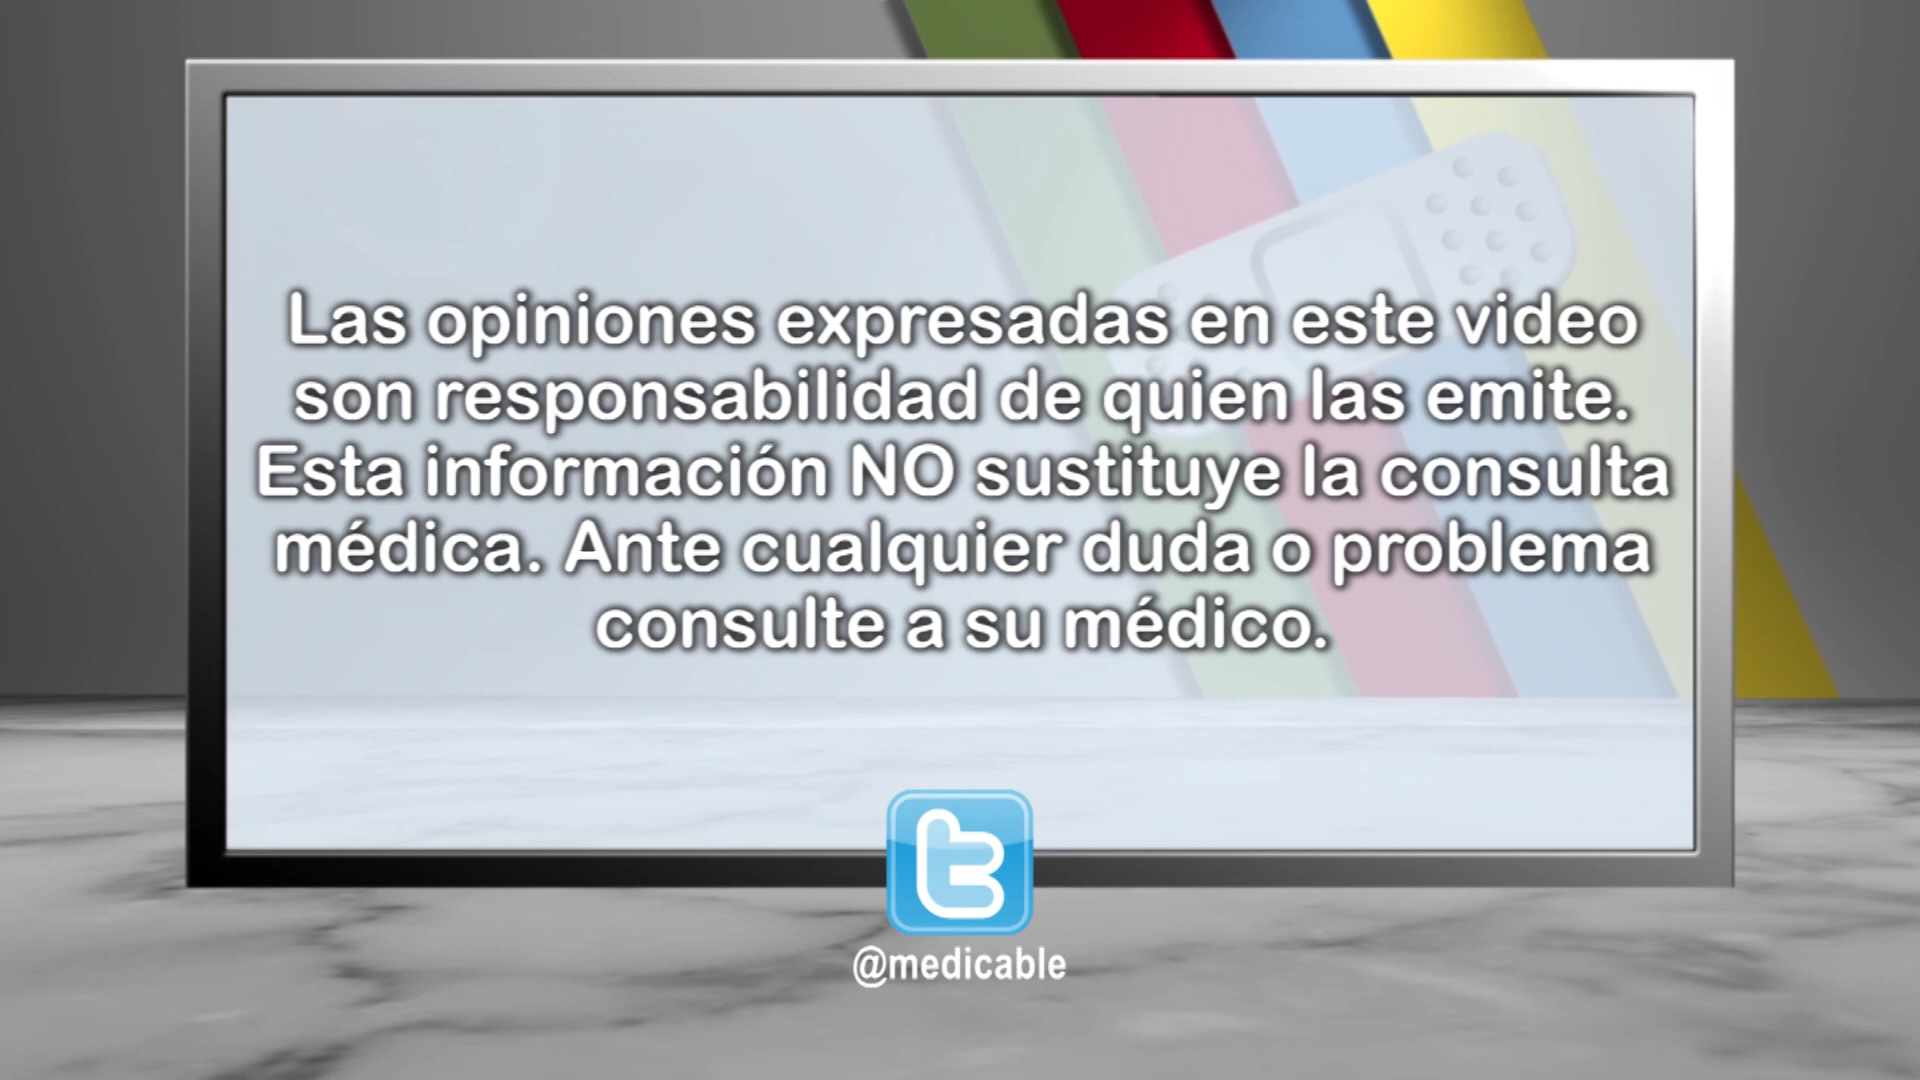 Las opiniones expresadas en este video
son responsabilidad de quien las emite.
Esta información NO sustituye la consulta
médica. Ante cualquier duda o problema
consulte a su médico.
@medicable